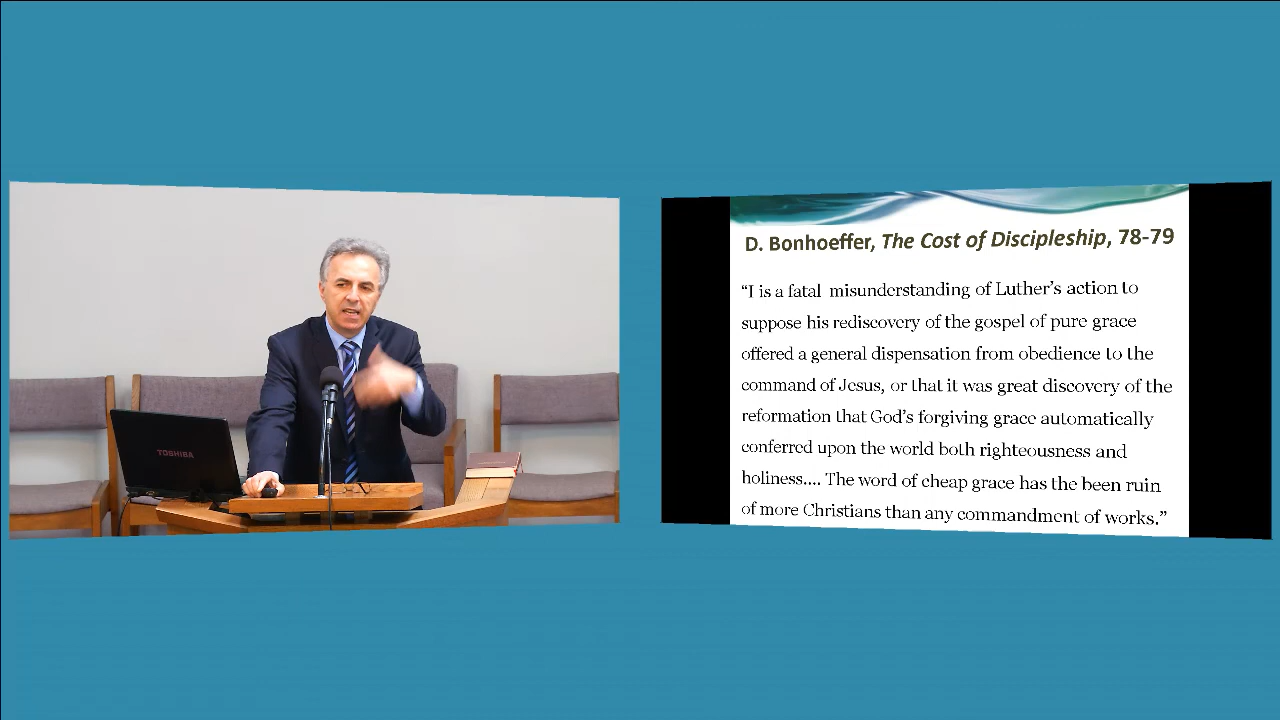 TOSHIBA
D. Bonhoeffer, The Cost of Discipleship, 78-79
“I is a fatal misunderstanding of Luther’s action to
suppose his rediscovery of the gospel of pure grace
offered a general dispensation from obedience to the
command of Jesus, or that it was great discovery of the
reformation that God’s forgiving grace automatically
conferred upon the world both righteousness and
holiness.... The word of cheap grace has the been ruin
of more Christians than any commandment of works.”